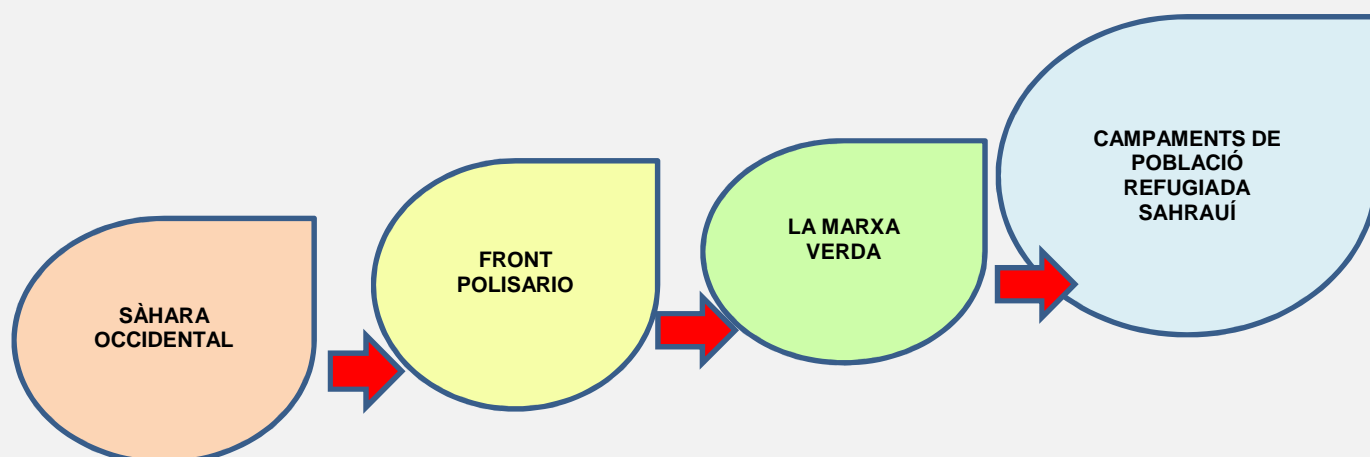 SÀHARA
OCCIDENTAL
FRONT
POLISARIO
LA MARXA
VERDA
CAMPAMENTS DE
POBLACIÓ
REFUGIADA
SAHRAUÍ